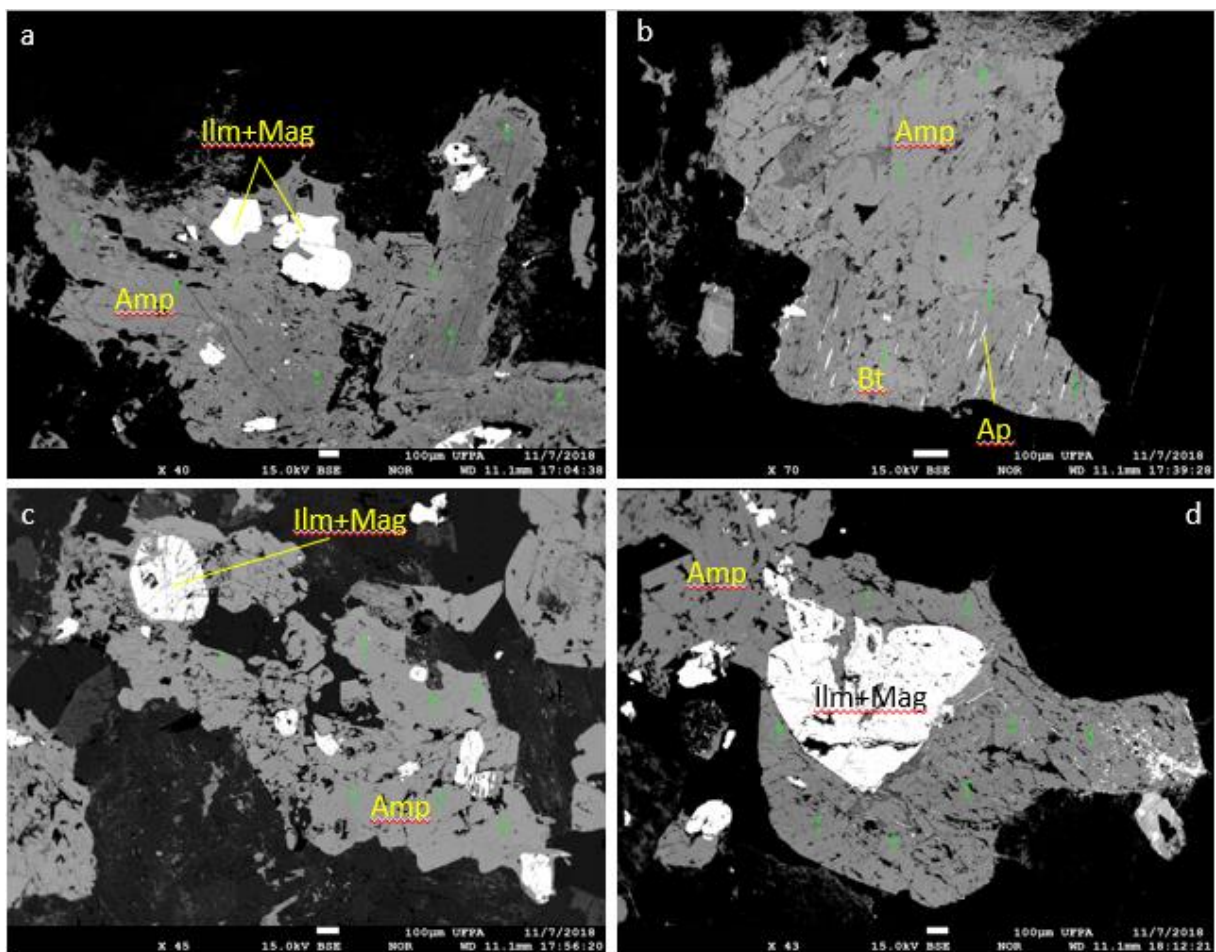 a
Ilm+Mag
Amp
100μm UFPA 11/7/2018
X 40 15.0kV BSE NOR WD 11.1mm 17:04:38
b
Amp
Bt
Ap
100μm UFPA 11/7/2018
X 70 15.0kV BSE NOR WD 11.1mm 17:39:28
c
Ilm+Mag
Amp
100μm UFPA 11/7/2018
X 45 15.0kV BSE NOR WD 11.1mm 17:56:20
d
Amp
Ilm+Mag
100μm UFPA 11/7/2018
X 43 15.0kV BSE NOR WD 11.1mm